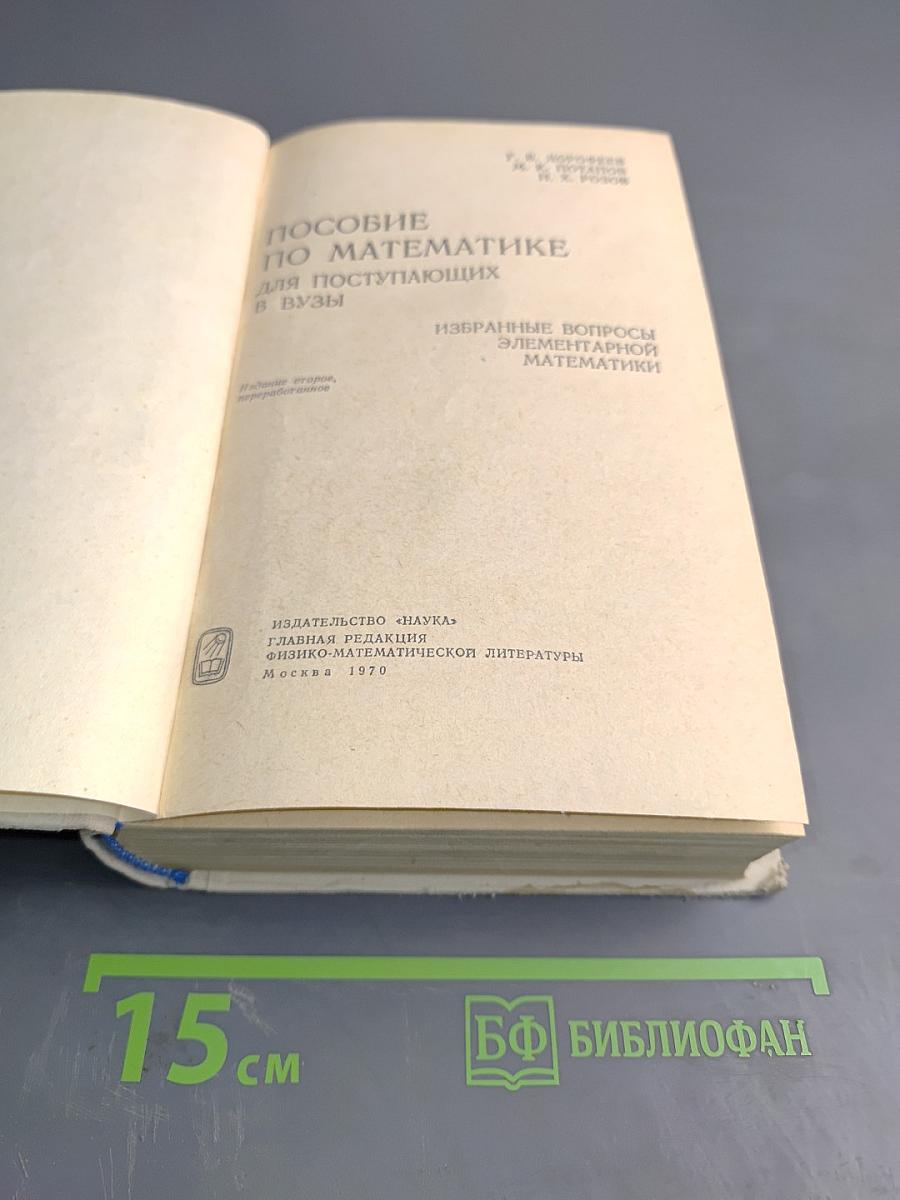 Г. В. ДОРОФЕЕВ
М. К. ПОТАПОВ
Н. Х. РОЗОВ
ПОСОБИЕ
ПО МАТЕМАТИКЕ
ДЛЯ ПОСТУПАЮЩИХ
В ВУЗЫ
ИЗБРАННЫЕ ВОПРОСЫ
ЭЛЕМЕНТАРНОЙ
МАТЕМАТИКИ
Издание второе,
переработанное
ИЗДАТЕЛЬСТВО «НАУКА»
ГЛАВНАЯ РЕДАКЦИЯ
ФИЗИКО-МАТЕМАТИЧЕСКОЙ ЛИТЕРАТУРЫ
Москва 1970
15 см
БФ БИБЛИОФАН